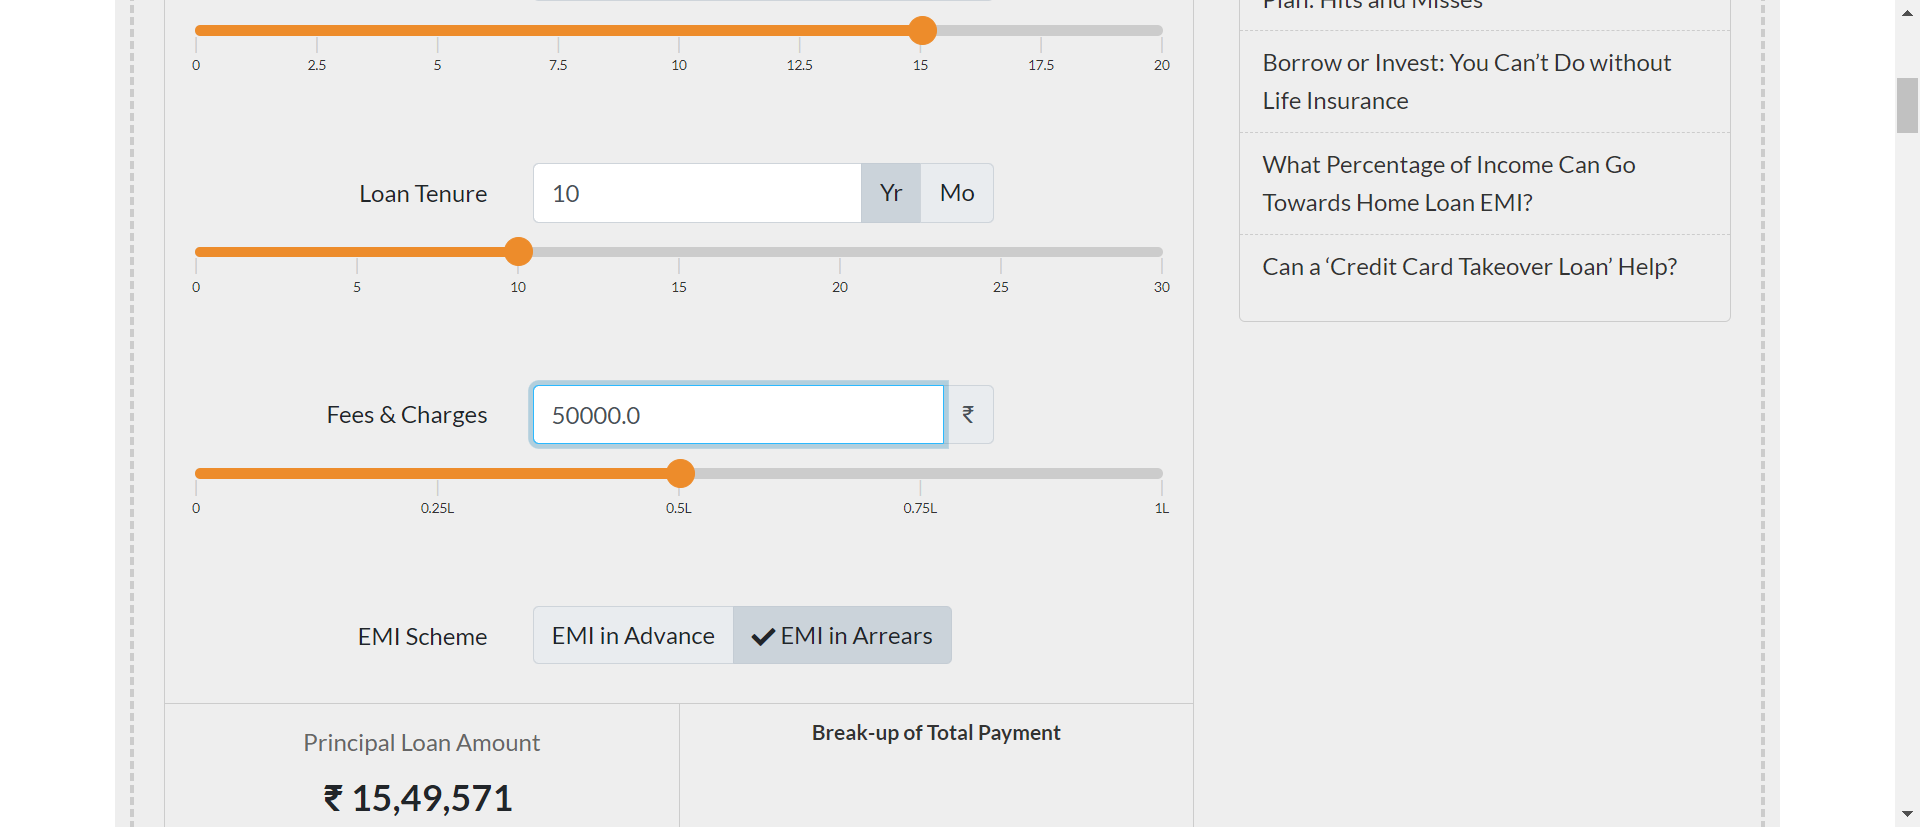 0 2.5 5 7.5 10 12.5 15 17.5 20
Loan Tenure 10 Yr Mo
0 5 10 15 20 25 30
Fees & Charges 50000.0 ₹
0 0.25L 0.5L 0.75L 1L
EMI Scheme EMI in Advance EMI in Arrears
Principal Loan Amount
₹ 15,49,571
Break-up of Total Payment
Plan: Hits and Misses
Borrow or Invest: You Can’t Do without
Life Insurance
What Percentage of Income Can Go
Towards Home Loan EMI?
Can a ‘Credit Card Takeover Loan’ Help?